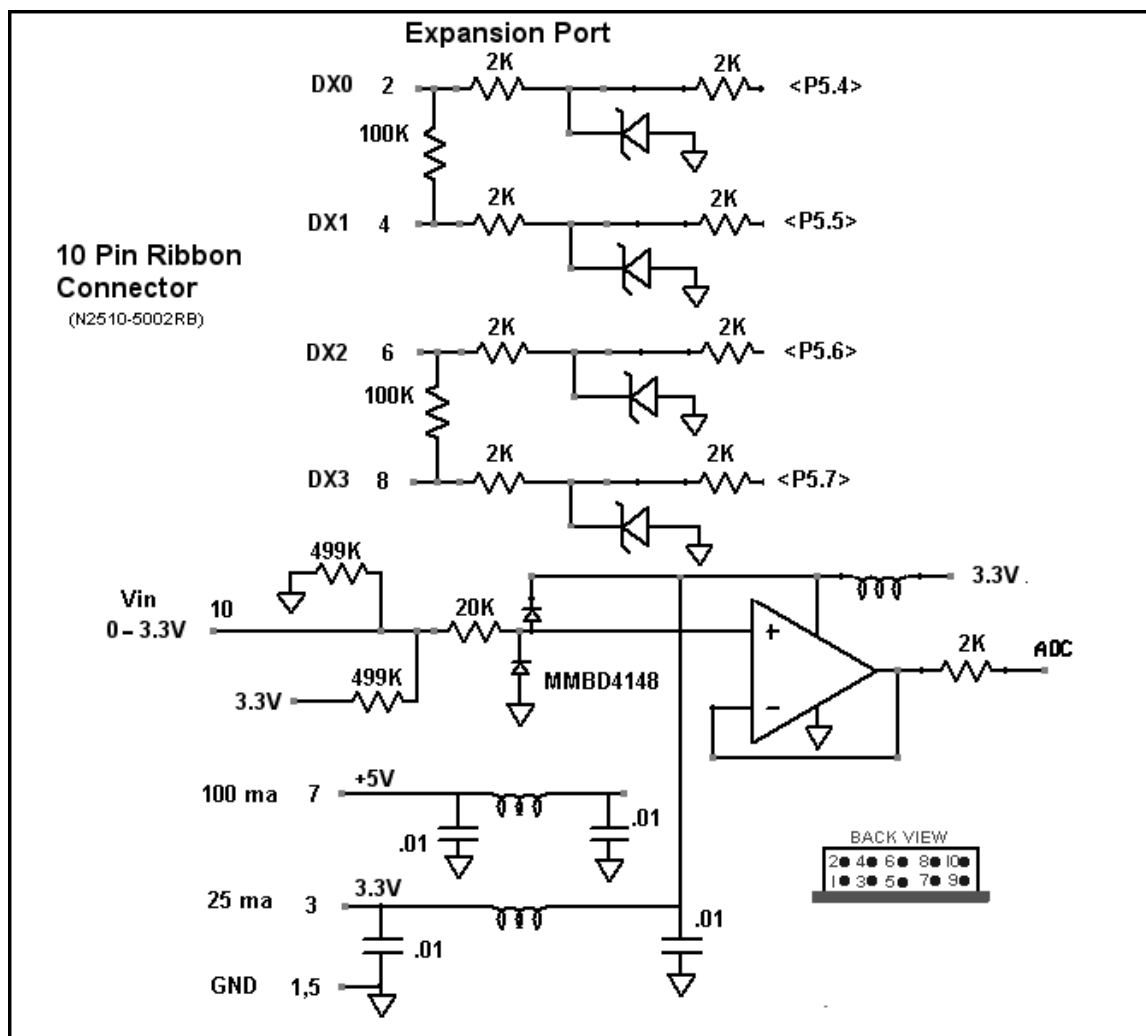 Expansion Port
2K 2K
DX0 2 <P5.4>
100K
2K 2K
DX1 4 <P5.5>
10 Pin Ribbon
Connector
(N2510-5002RB)
2K 2K
DX2 6 <P5.6>
100K
2K 2K
DX3 8 <P5.7>
499K
3.3V
Vin 10
0 – 3.3V
20K
+
2K
ADC
499K
MMBD4148
3.3V
−
100 ma 7 +5V
.01 .01
BACK VIEW
2 4 6 8 10
1 3 5 7 9
25 ma 3 3.3V
.01 .01
GND 1,5